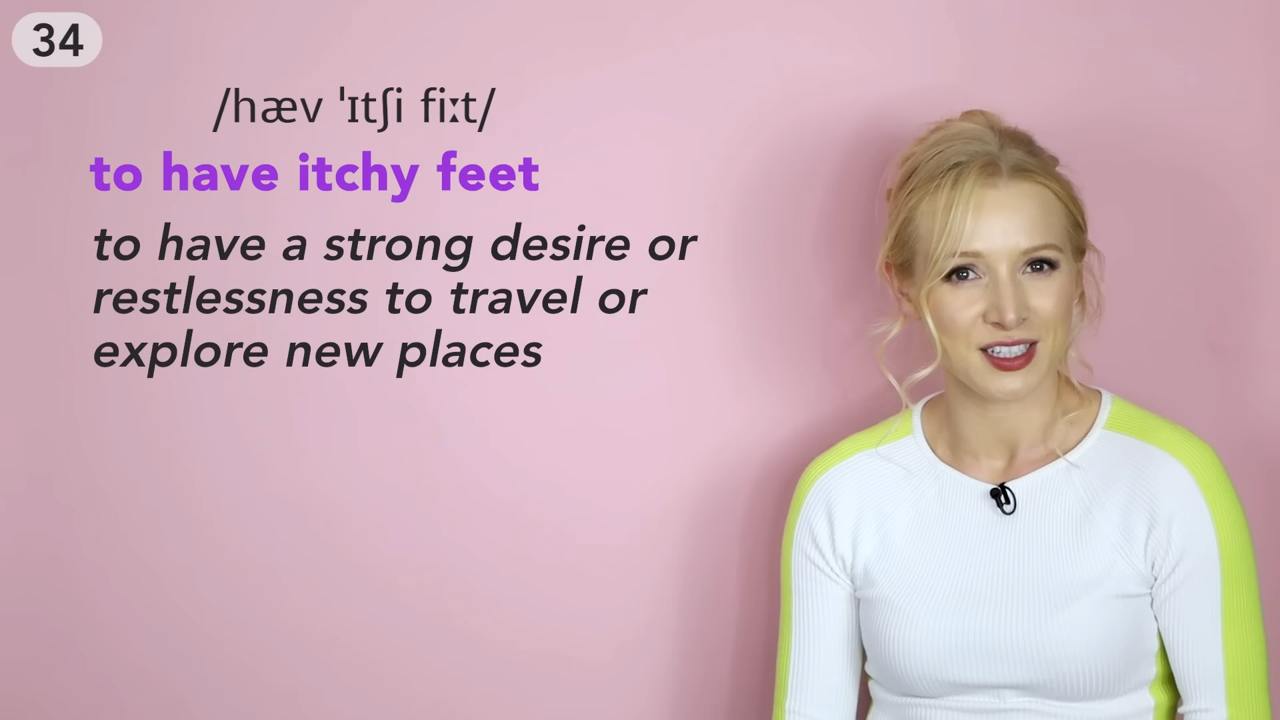 34
/hæv ˈɪtʃi fiːt/
to have itchy feet
to have a strong desire or
restlessness to travel or
explore new places